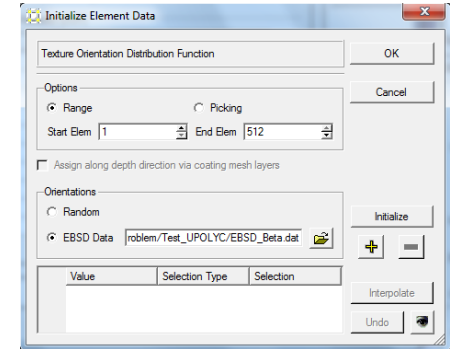 Initialize Element Data
Texture Orientation Distribution Function
OK
Options
Cancel
Range Picking
Start Elem 1 End Elem 512
Assign along depth direction via coating mesh layers
Orientations
Random
Initialize
EBSD Data roblem/Test_UPOLYC/EBSD_Beta.dat
Value Selection Type Selection
Interpolate
Undo